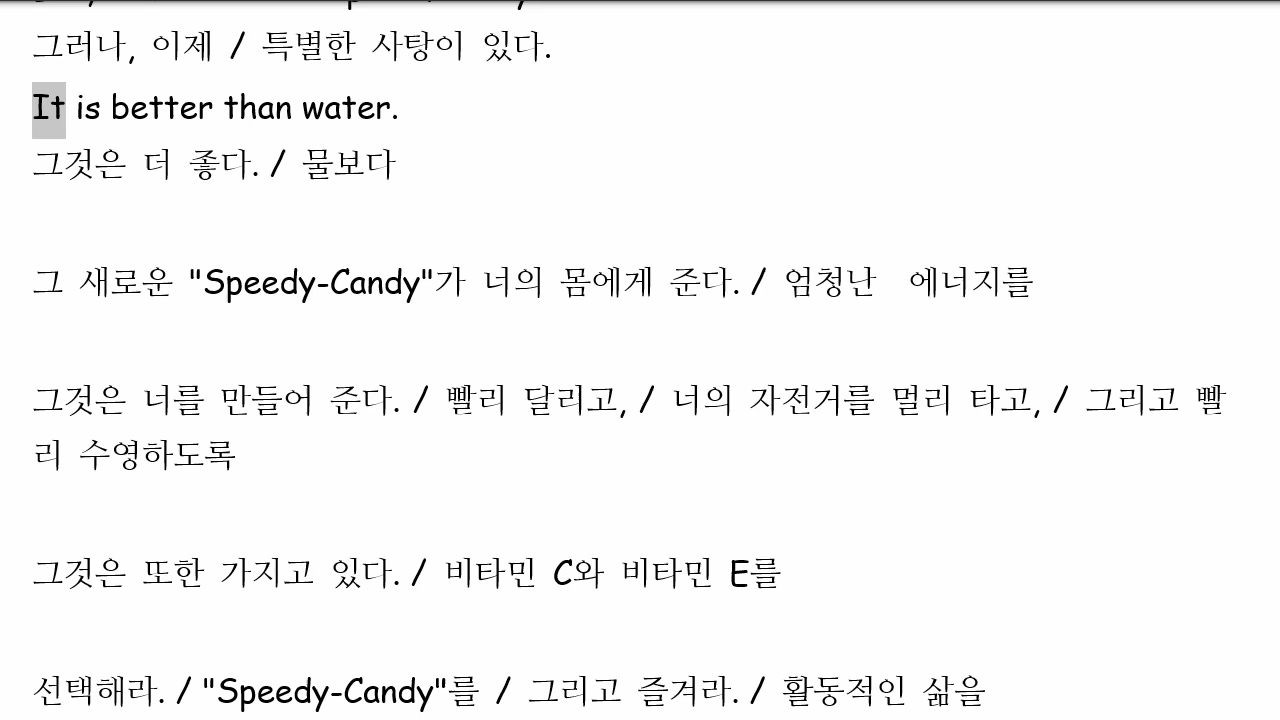 그러나, 이제 / 특별한 사탕이 있다.
It is better than water.
그것은 더 좋다. / 물보다
그 새로운 "Speedy-Candy"가 너의 몸에게 준다. / 엄청난 에너지를
그것은 너를 만들어 준다. / 빨리 달리고, / 너의 자전거를 멀리 타고, / 그리고 빨
리 수영하도록
그것은 또한 가지고 있다. / 비타민 C와 비타민 E를
선택해라. / "Speedy-Candy"를 / 그리고 즐겨라. / 활동적인 삶을